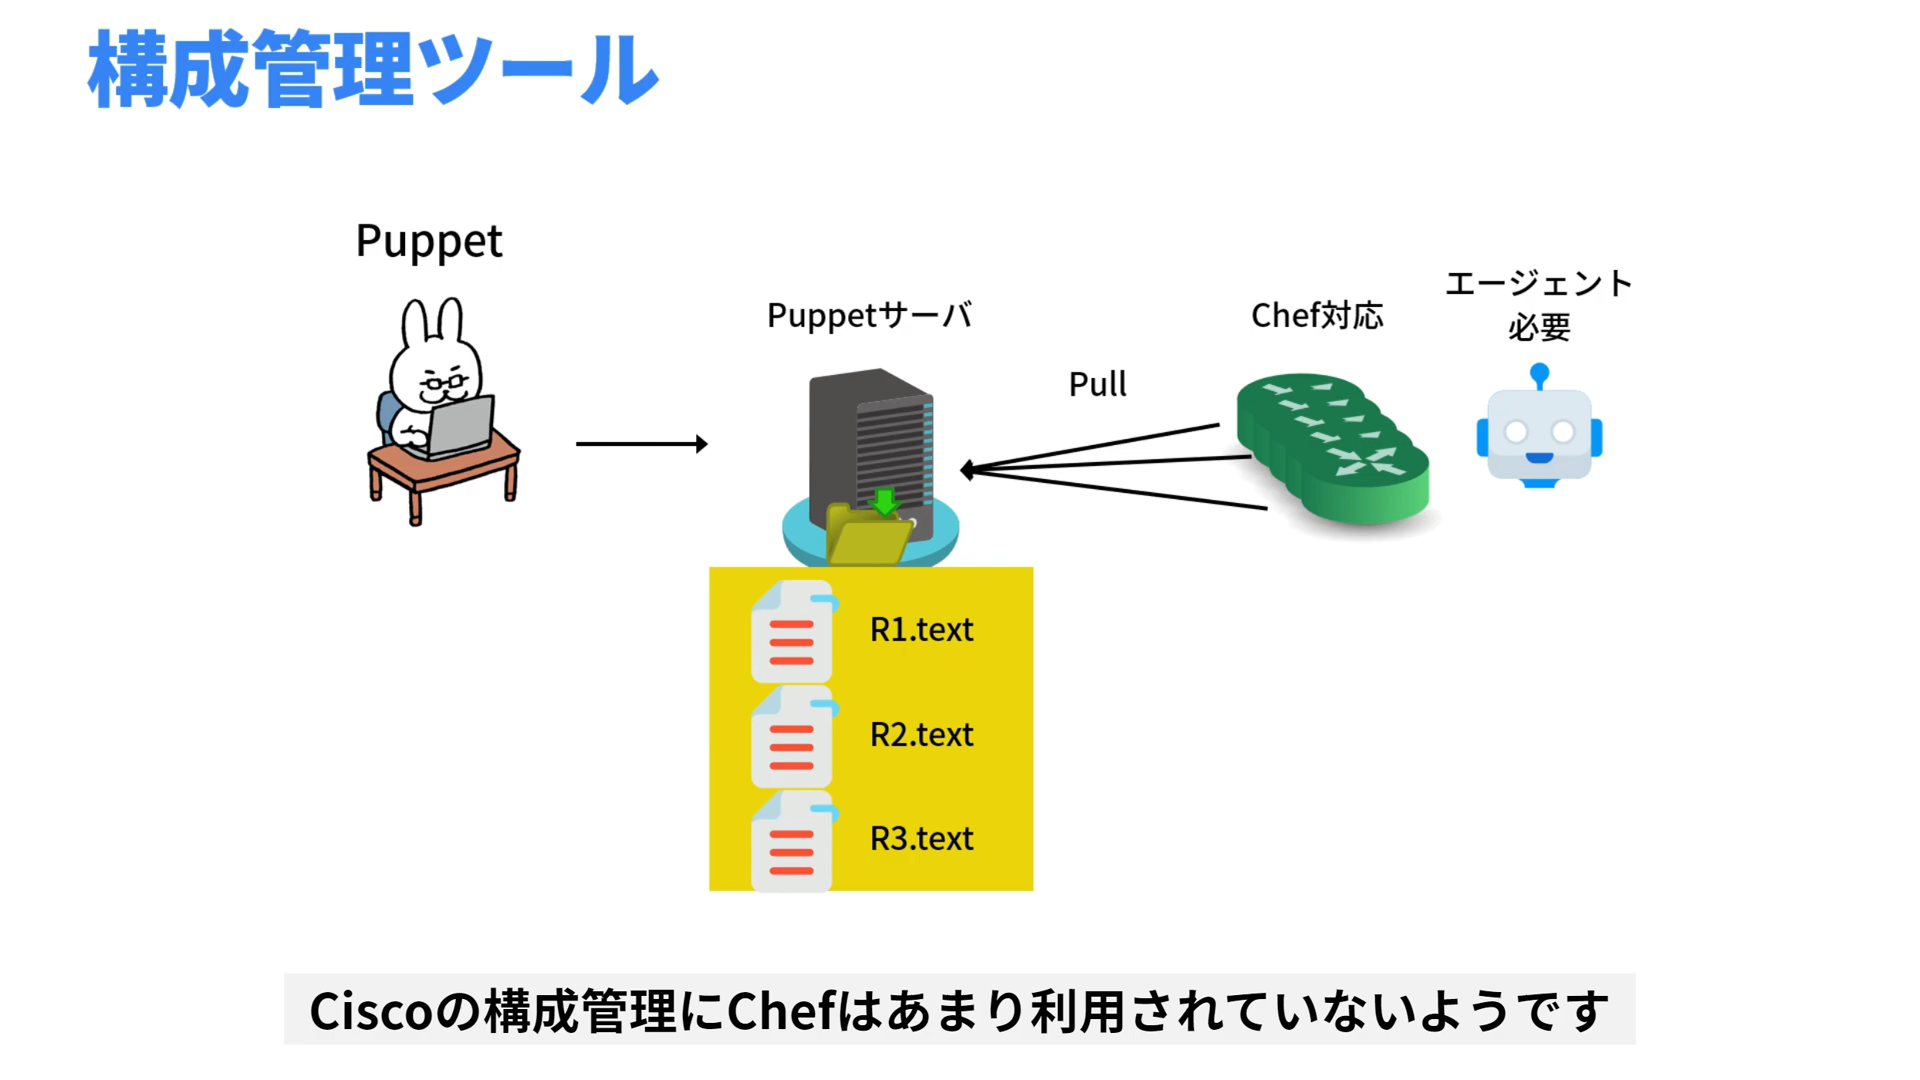 構成管理ツール
Puppet
Puppetサーバ
Pull
Chef対応
エージェント
必要
R1.text
R2.text
R3.text
Ciscoの構成管理にChefはあまり利用されていないようです